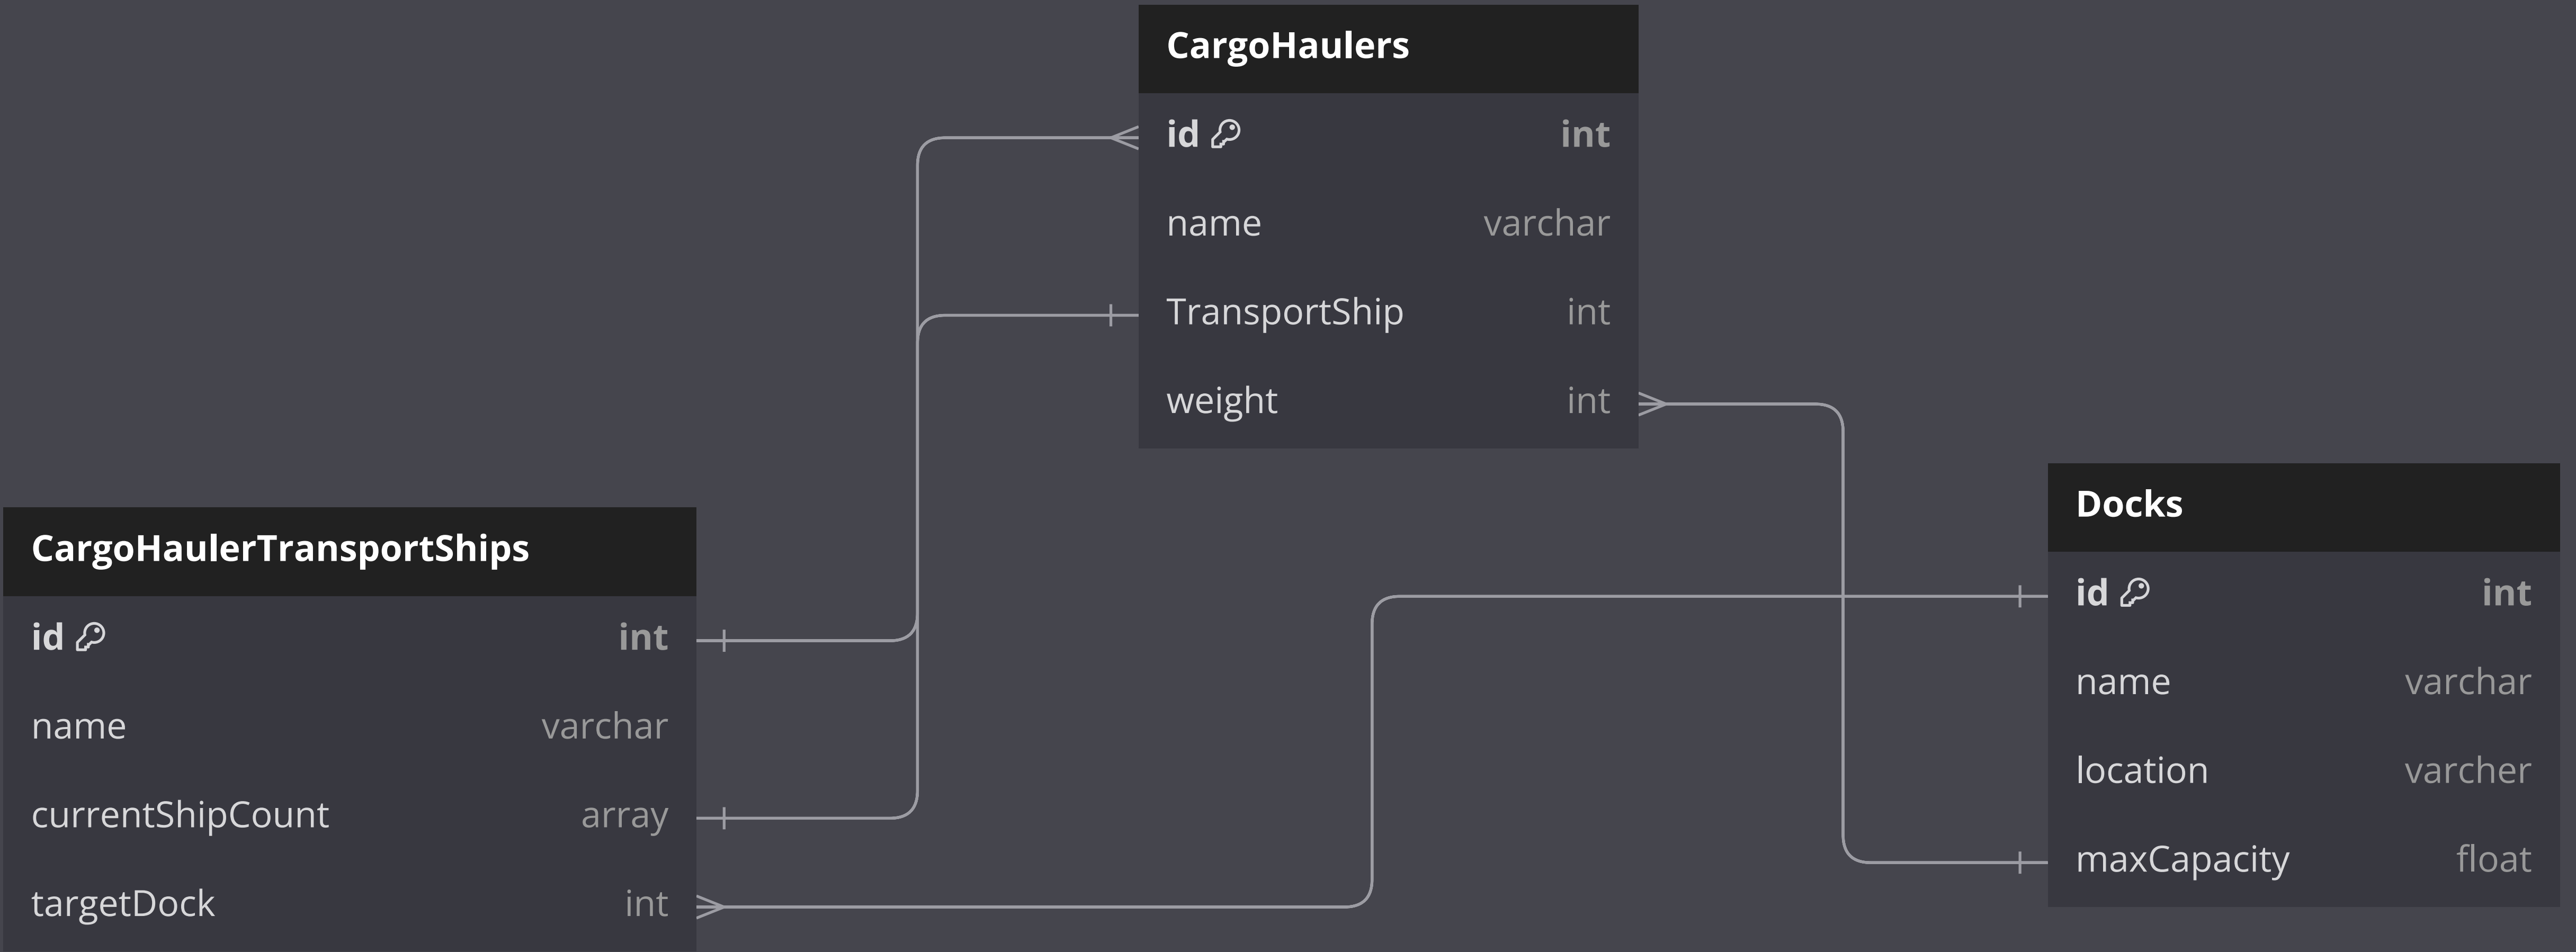 CargoHaulers
id int
name varchar
TransportShip int
weight int
CargoHaulerTransportShips
id int
name varchar
currentShipCount array
targetDock int
Docks
id int
name varchar
location varcher
maxCapacity float